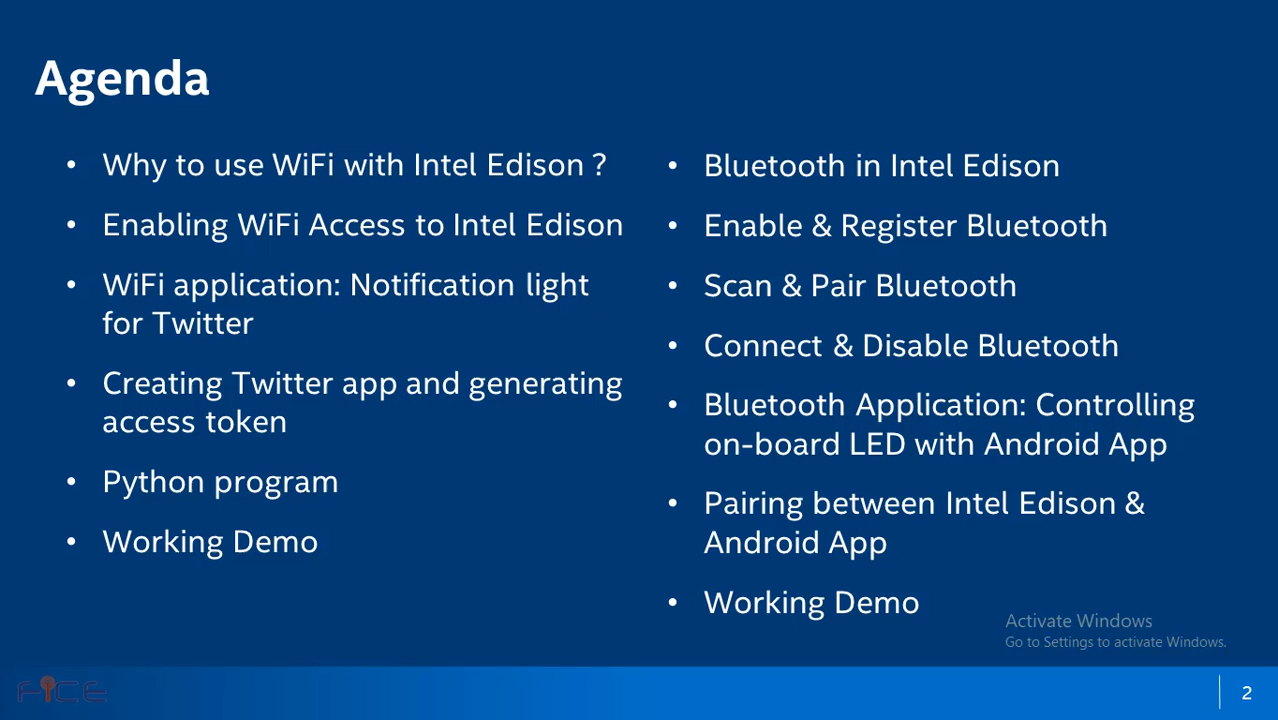 Agenda
• Why to use WiFi with Intel Edison ?
• Enabling WiFi Access to Intel Edison
• WiFi application: Notification light
for Twitter
• Creating Twitter app and generating
access token
• Python program
• Working Demo
• Bluetooth in Intel Edison
• Enable & Register Bluetooth
• Scan & Pair Bluetooth
• Connect & Disable Bluetooth
• Bluetooth Application: Controlling
on-board LED with Android App
• Pairing between Intel Edison &
Android App
• Working Demo
Activate Windows
Go to Settings to activate Windows.
FICE
2